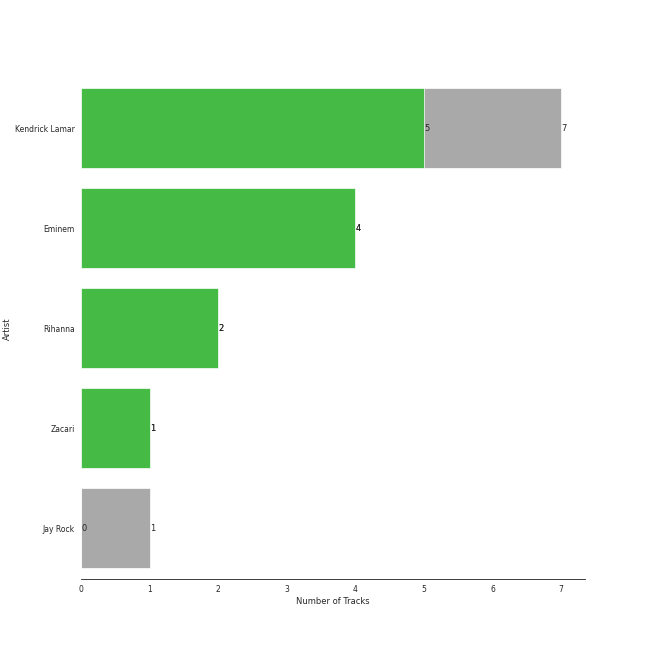 Kendrick Lamar 5 7
Eminem 4
Rihanna 2
Zacari 1
Jay Rock 0 1
Artist
0 1 2 3 4 5 6 7
Number of Tracks